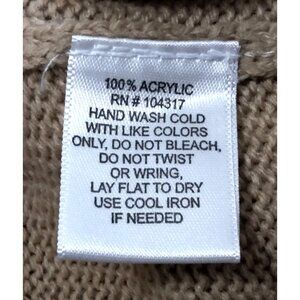 100% ACRYLIC
RN # 104317
HAND WASH COLD
WITH LIKE COLORS
ONLY, DO NOT BLEACH,
DO NOT TWIST
OR WRING,
LAY FLAT TO DRY
USE COOL IRON
IF NEEDED